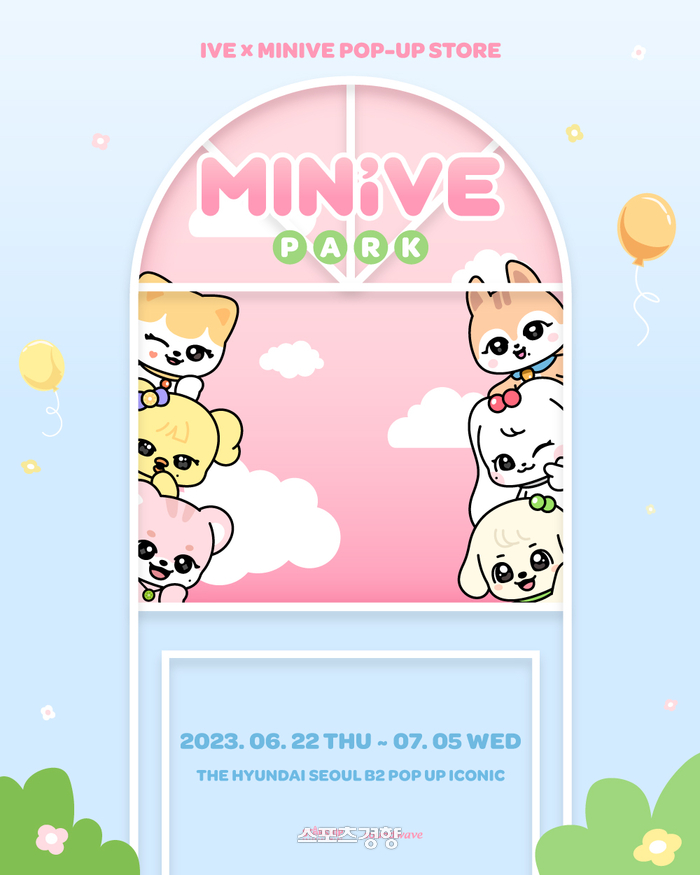 IVE x MINIVE POP-UP STORE
MINiVE
PARK
2023. 06. 22 THU ~ 07. 05 WED
THE HYUNDAI SEOUL B2 POP UP ICONIC
스포츠경향